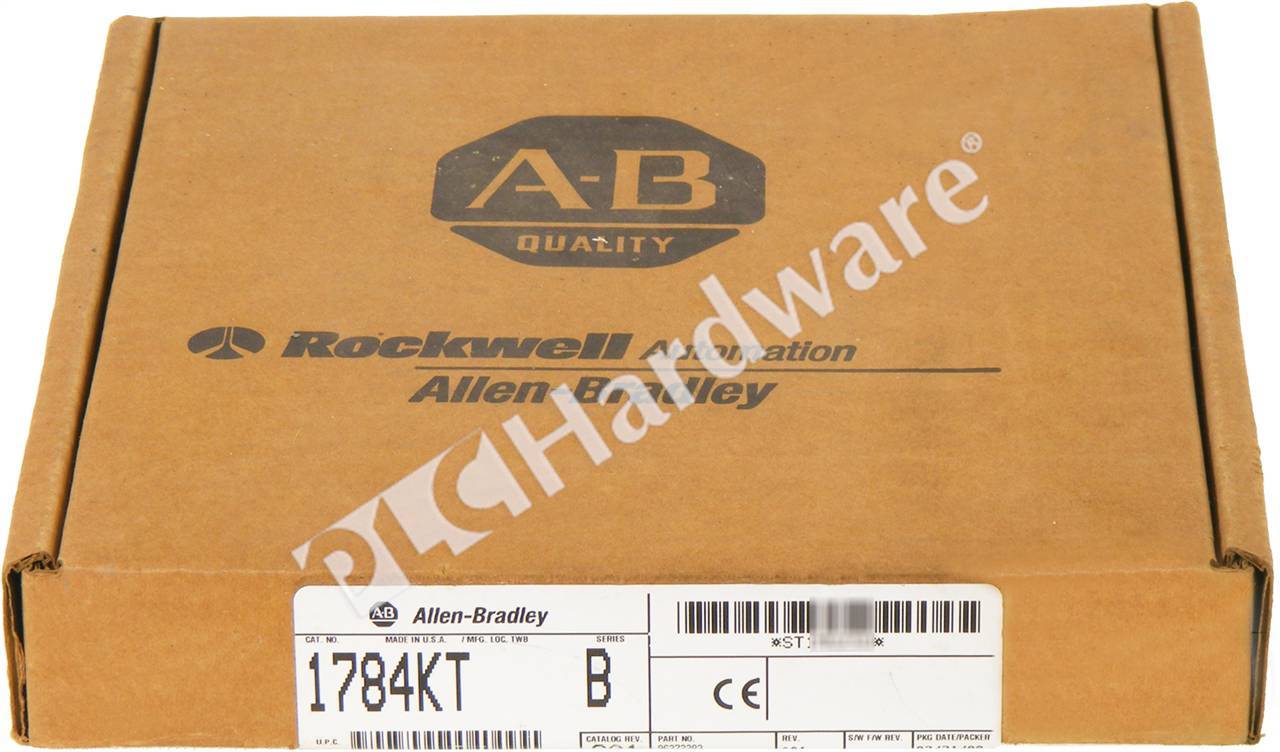 A-B
QUALITY
Rockwell Automation
Allen-Bradley
PLCHardware®
A-B Allen-Bradley
CAT. NO. MADE IN U.S.A. / MFG. LOC. TWB SERIES
1784KT B
CE
U.P.C.
CATALOG REV. PART NO. REV. S/W F/W REV. PKG DATE/PACKER